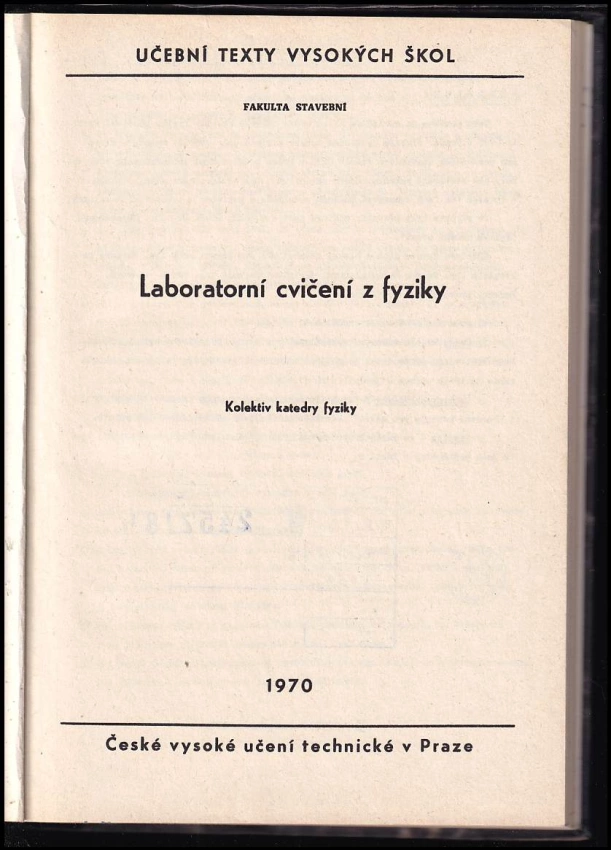 UČEBNÍ TEXTY VYSOKÝCH ŠKOL
FAKULTA STAVEBNÍ
Laboratorní cvičení z fyziky
Kolektiv katedry fyziky
1970
České vysoké učení technické v Praze